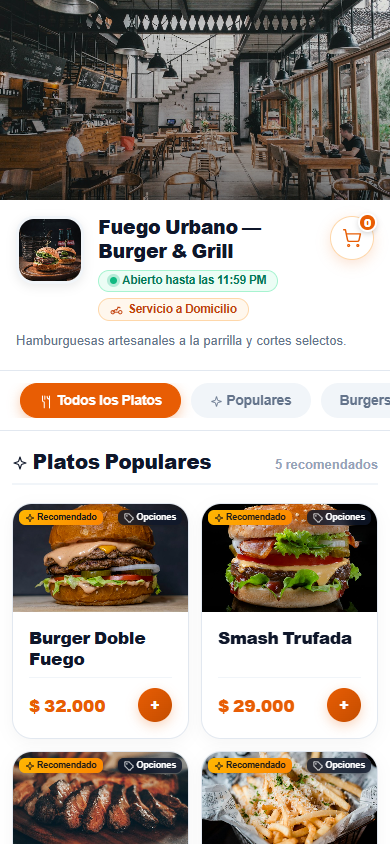 Fuego Urbano —
Burger & Grill
0
Abierto hasta las 11:59 PM
Servicio a Domicilio
Hamburguesas artesanales a la parrilla y cortes selectos.
Todos los Platos
Populares
Burgers
Platos Populares
5 recomendados
Recomendado
Opciones
Recomendado
Opciones
Burger Doble
Fuego
Smash Trufada
$ 32.000
+
$ 29.000
+
Recomendado
Opciones
Recomendado
Opciones